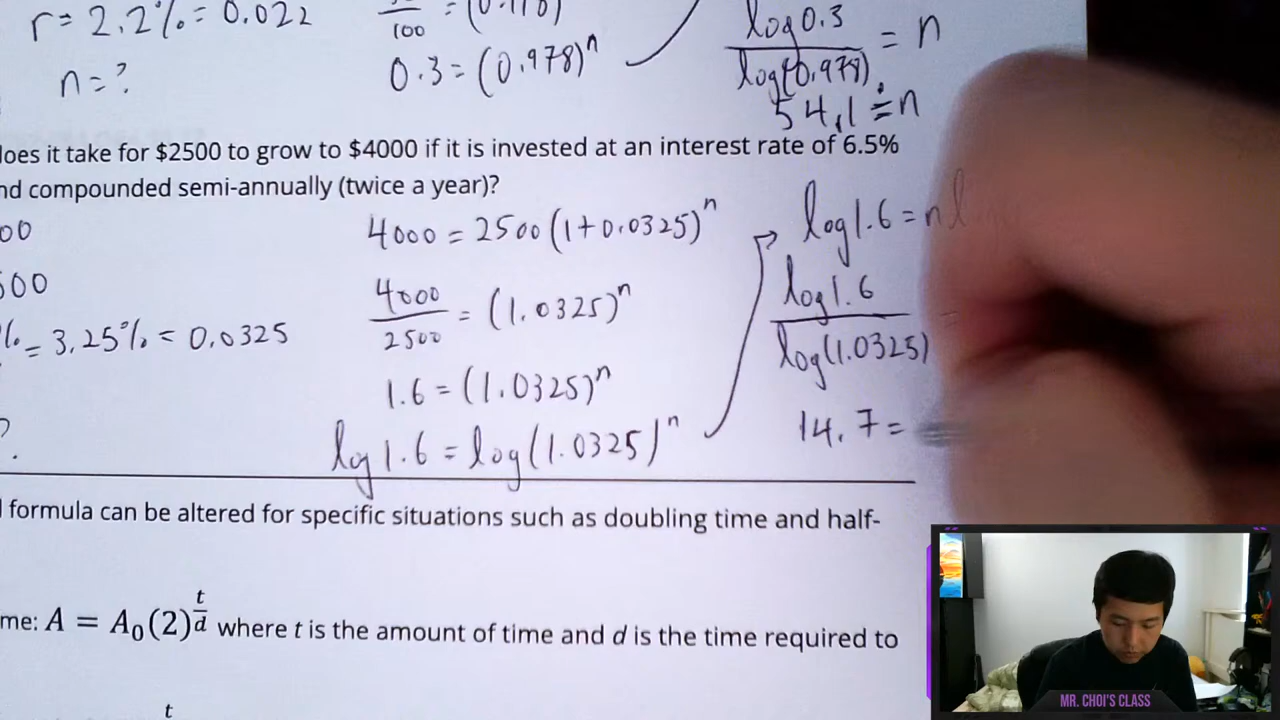 r = 2.2% = 0.022
n = ?
100
0.3 = (0.978)^n
log 0.3 / log(0.978) = n
54.1 ≐ n
does it take for $2500 to grow to $4000 if it is invested at an interest rate of 6.5%
nd compounded semi-annually (twice a year)?
00
500
% = 3.25% = 0.0325
?
4000 = 2500(1+0.0325)^n
4000/2500 = (1.0325)^n
1.6 = (1.0325)^n
log 1.6 = log(1.0325)^n
log 1.6 = n l
log 1.6 / log(1.0325)
14.7 =
formula can be altered for specific situations such as doubling time and half-
me: A = A₀(2)^(t/d) where t is the amount of time and d is the time required to
t
MR. CHOI'S CLASS